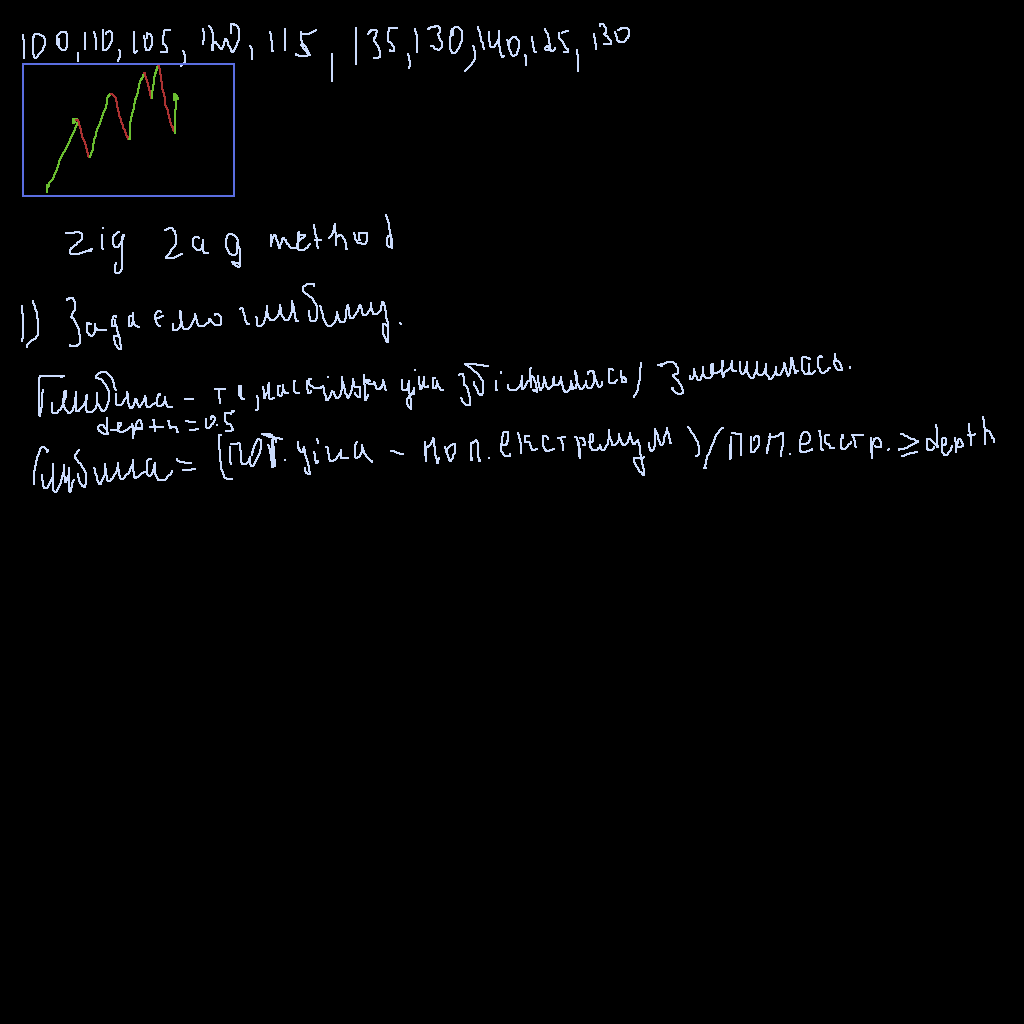 100, 110, 105, 120, 115, 135, 130, 140, 125, 130
zig zag method
1) Задаємо глибину.
Глибина - те, наскільки ціна збільшилась/зменшилась.
depth=0.5
Глибина = (пот. ціна - поп. екстремум)/поп. екстр. ≥ depth